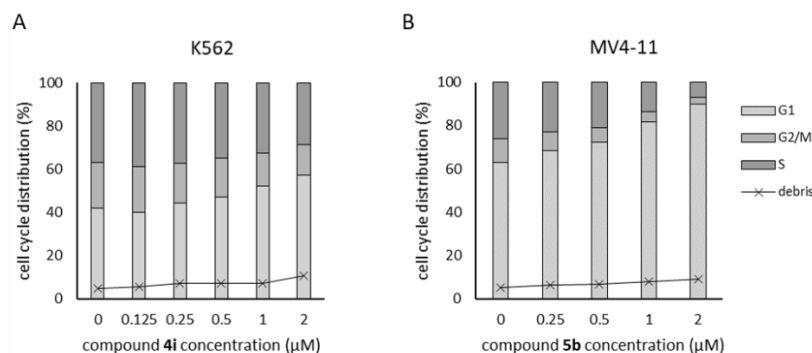 A
K562
cell cycle distribution (%)
100
80
60
40
20
0
0 0.125 0.25 0.5 1 2
compound 4i concentration (µM)
B
MV4-11
cell cycle distribution (%)
100
80
60
40
20
0
0 0.25 0.5 1 2
compound 5b concentration (µM)
G1
G2/M
S
debris